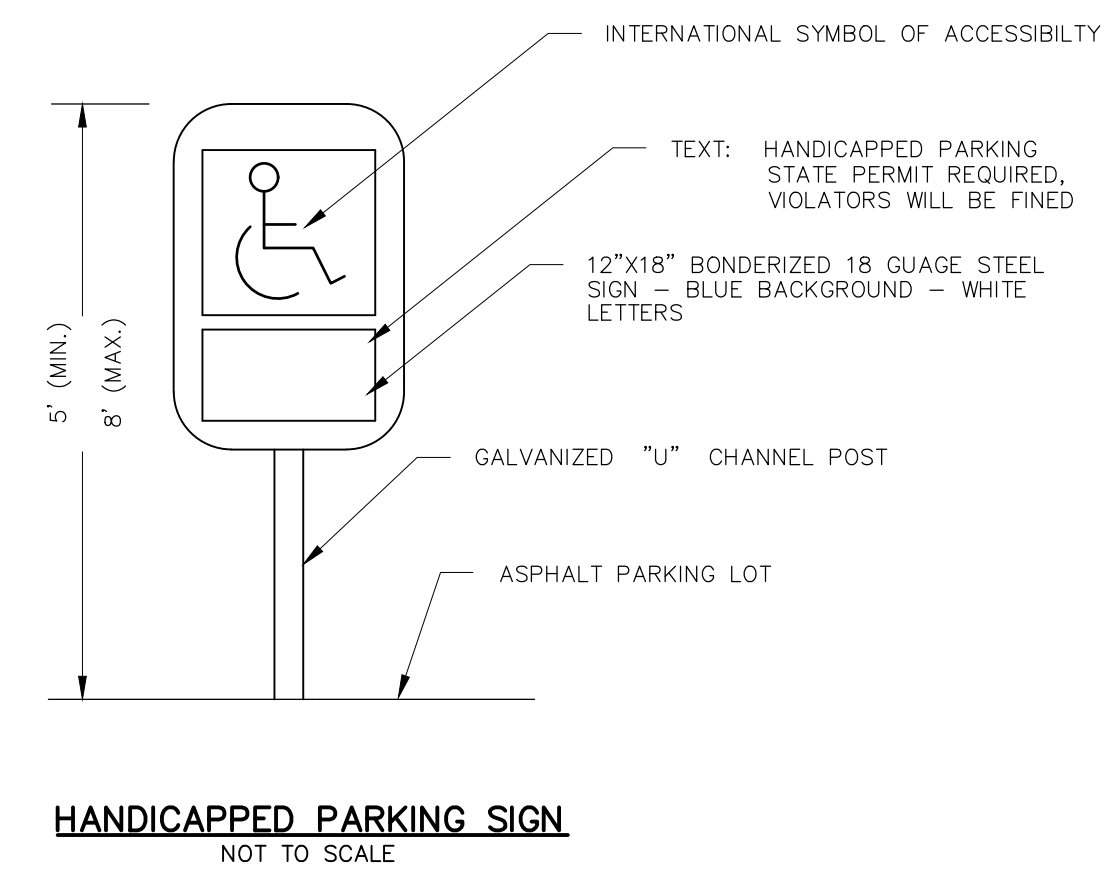 INTERNATIONAL SYMBOL OF ACCESSIBILTY
TEXT: HANDICAPPED PARKING
STATE PERMIT REQUIRED,
VIOLATORS WILL BE FINED
12"X18" BONDERIZED 18 GUAGE STEEL
SIGN – BLUE BACKGROUND – WHITE
LETTERS
5' (MIN.)
8' (MAX.)
GALVANIZED "U" CHANNEL POST
ASPHALT PARKING LOT
HANDICAPPED PARKING SIGN
NOT TO SCALE